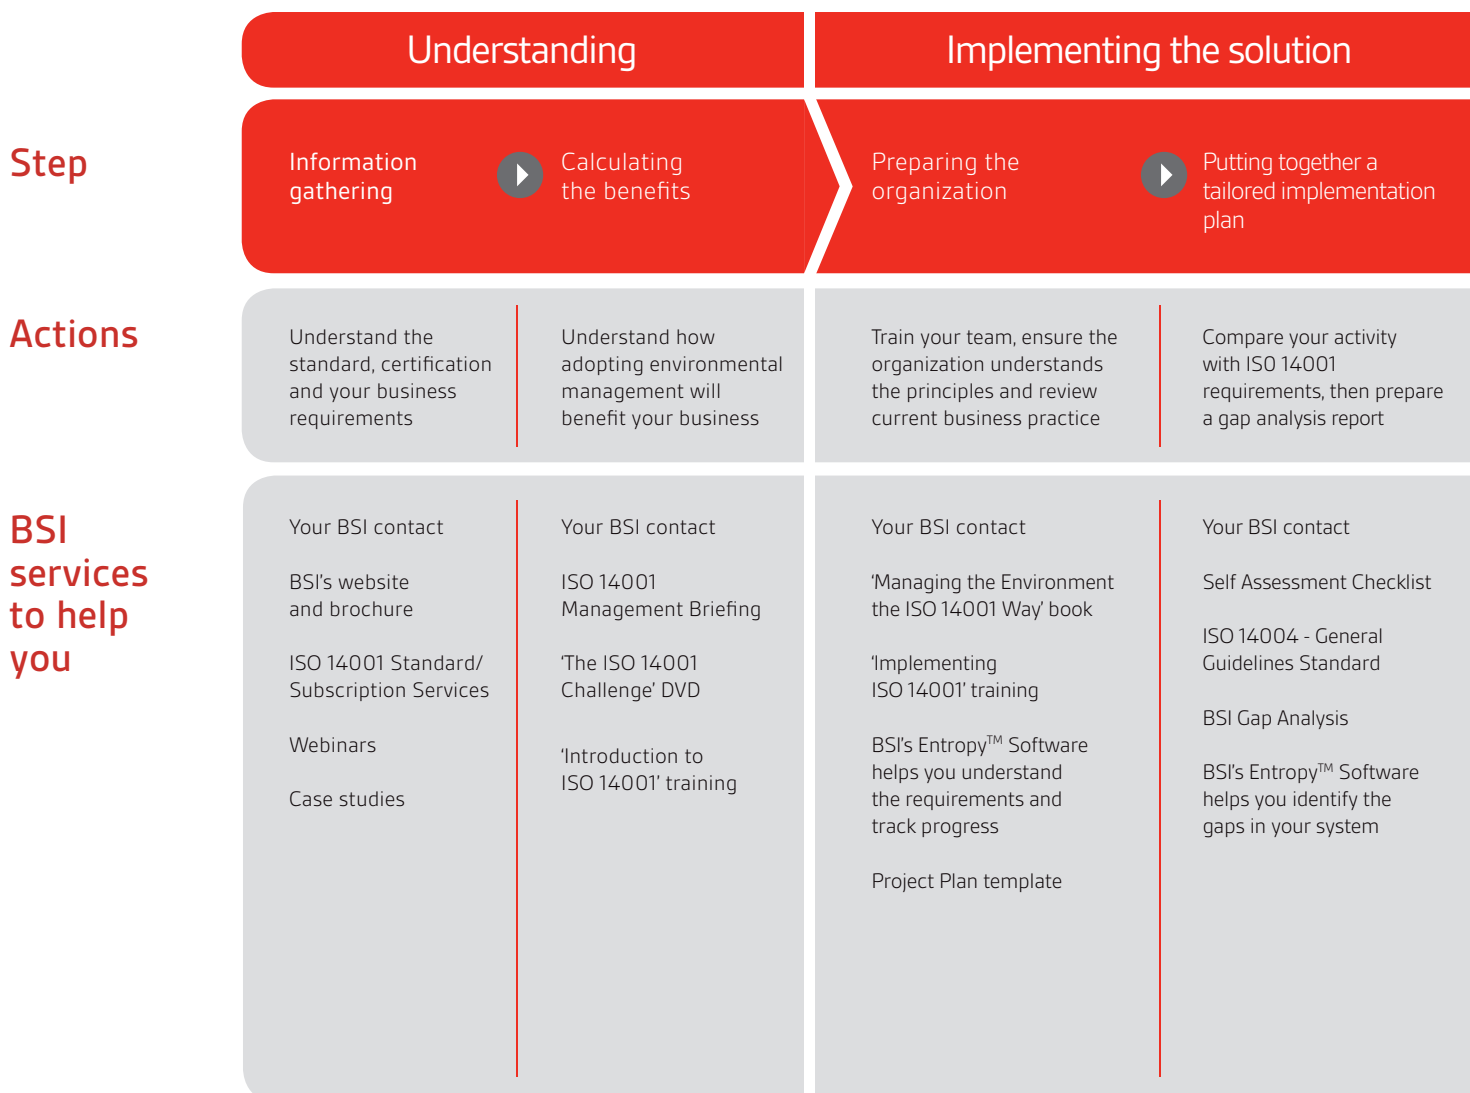 Understanding
Implementing the solution
Step
Information
gathering
Calculating
the benefits
Preparing the
organization
Putting together a
tailored implementation
plan
Actions
Understand the
standard, certification
and your business
requirements
Understand how
adopting environmental
management will
benefit your business
Train your team, ensure the
organization understands
the principles and review
current business practice
Compare your activity
with ISO 14001
requirements, then prepare
a gap analysis report
BSI
services
to help
you
Your BSI contact
BSI's website
and brochure
ISO 14001 Standard/
Subscription Services
Webinars
Case studies
Your BSI contact
ISO 14001
Management Briefing
‘The ISO 14001
Challenge’ DVD
‘Introduction to
ISO 14001’ training
Your BSI contact
‘Managing the Environment
the ISO 14001 Way’ book
‘Implementing
ISO 14001’ training
BSI's Entropy™ Software
helps you understand
the requirements and
track progress
Project Plan template
Your BSI contact
Self Assessment Checklist
ISO 14004 - General
Guidelines Standard
BSI Gap Analysis
BSI's Entropy™ Software
helps you identify the
gaps in your system